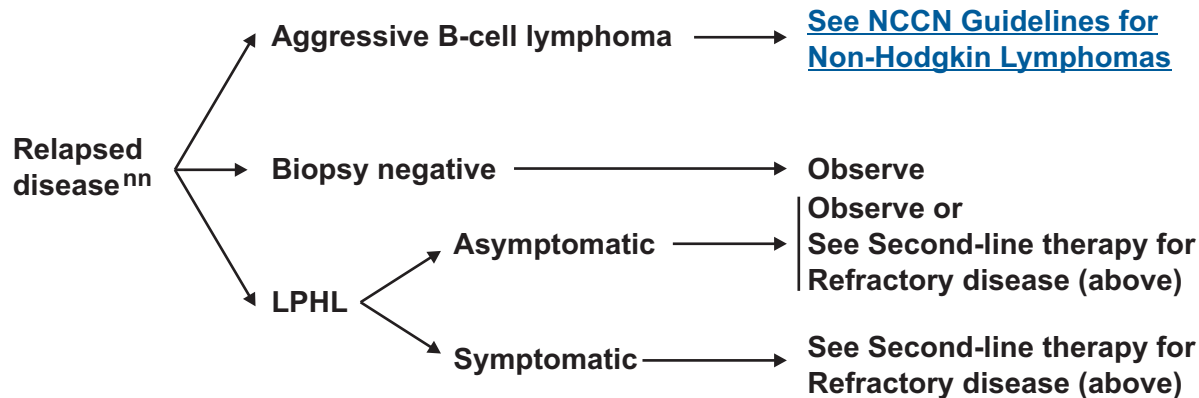 Aggressive B-cell lymphoma
See NCCN Guidelines for
Non-Hodgkin Lymphomas
Relapsed
disease nn
Biopsy negative
Observe
LPHL
Asymptomatic
Observe or
See Second-line therapy for
Refractory disease (above)
Symptomatic
See Second-line therapy for
Refractory disease (above)